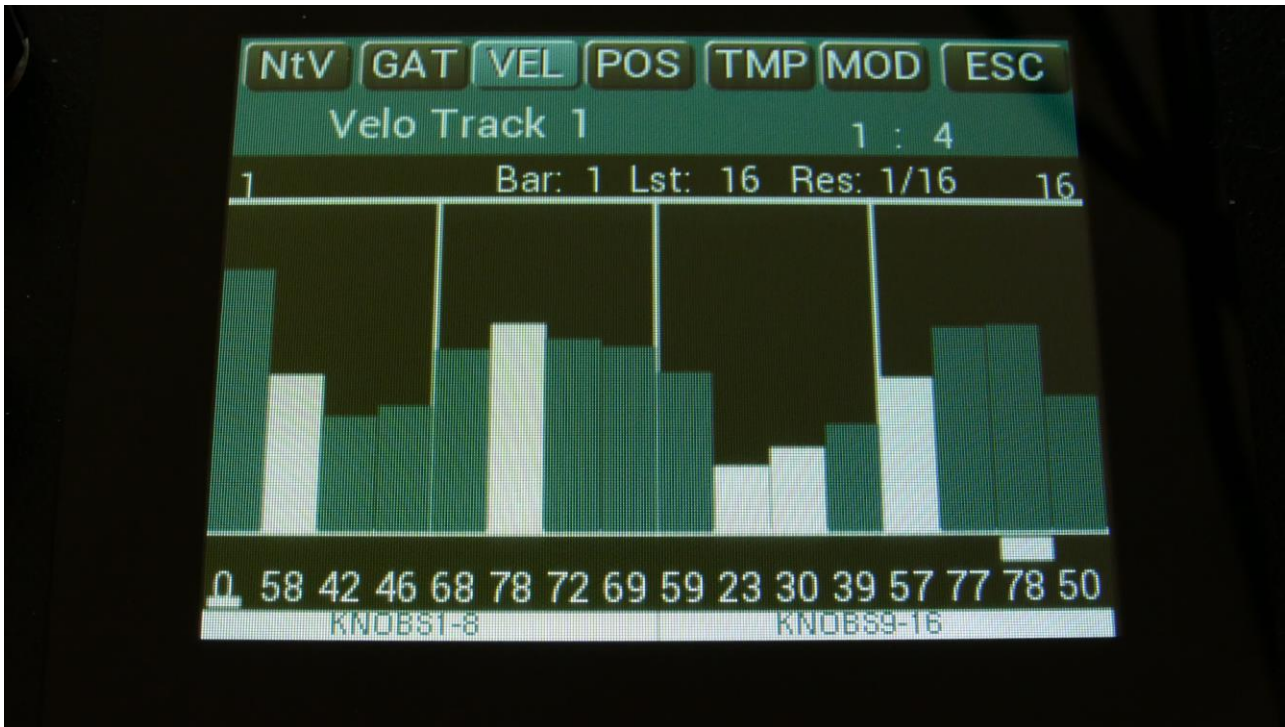 NtV GAT VEL POS TMP MOD ESC
Velo Track 1 1 : 4
1 Bar: 1 Lst: 16 Res: 1/16 16
0 58 42 46 68 78 72 69 59 23 30 39 57 77 78 50
KNOBS1-8 KNOBS9-16